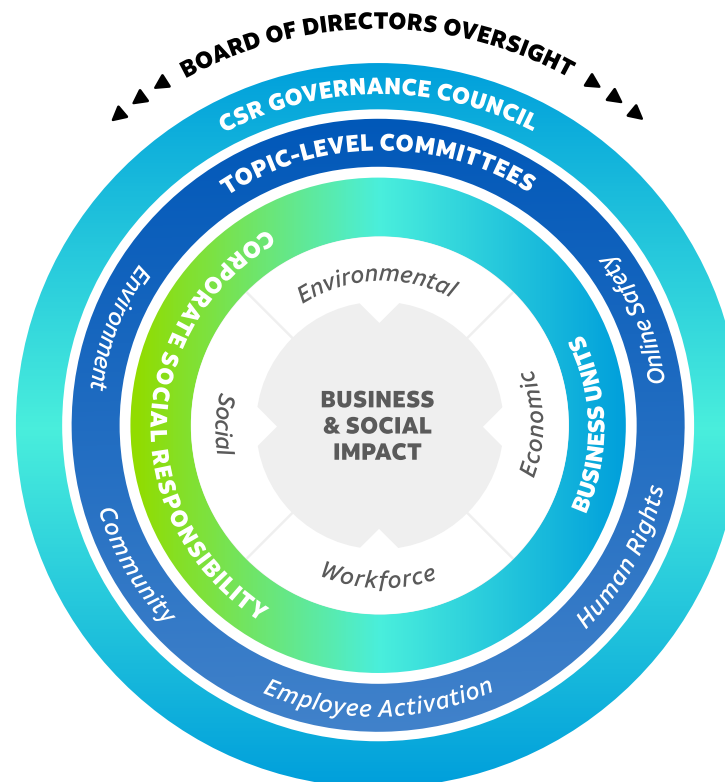 BOARD OF DIRECTORS OVERSIGHT
CSR GOVERNANCE COUNCIL
TOPIC-LEVEL COMMITTEES
Environment
Online Safety
Community
Human Rights
Employee Activation
CORPORATE SOCIAL RESPONSIBILITY
BUSINESS UNITS
Environmental
Social
Economic
Workforce
BUSINESS
& SOCIAL
IMPACT